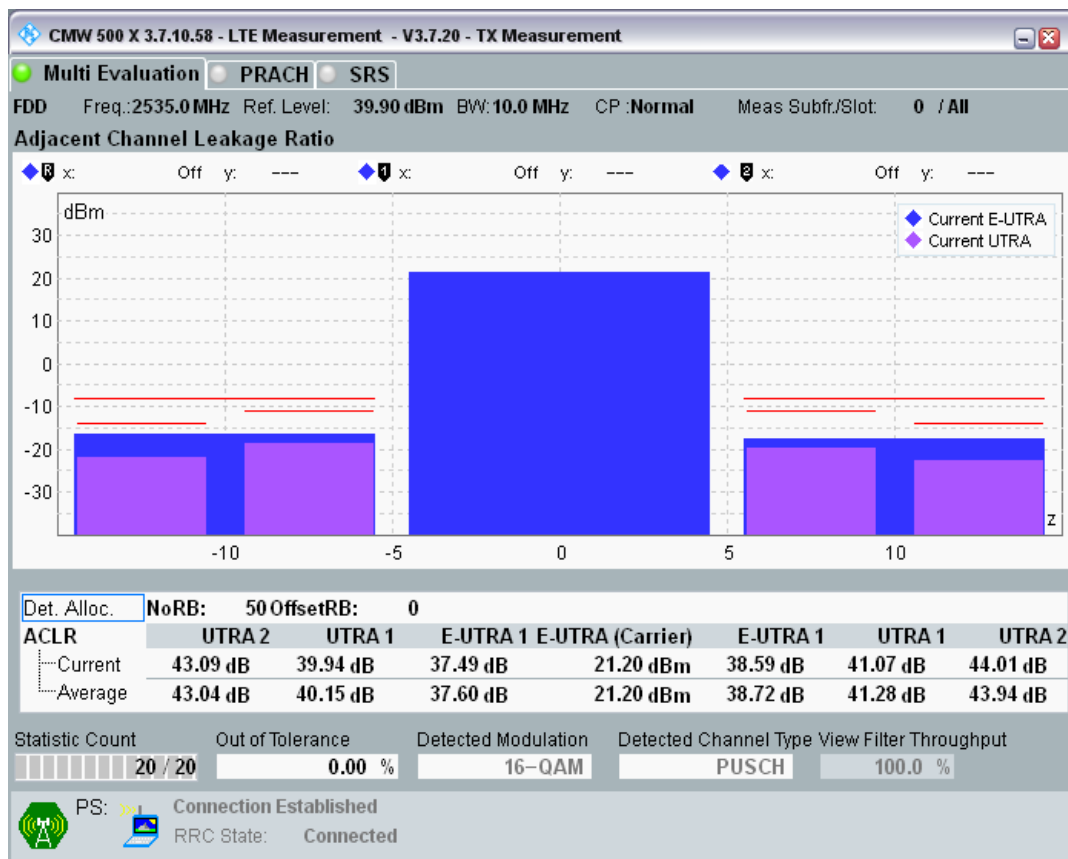 CMW 500 X 3.7.10.58 - LTE Measurement - V3.7.20 - TX Measurement
Multi Evaluation PRACH SRS
FDD Freq.:2535.0 MHz Ref. Level: 39.90 dBm BW:10.0 MHz CP :Normal Meas Subfr./Slot: 0 / All
Adjacent Channel Leakage Ratio
R x: Off y: --- 1 x: Off y: --- 2 x: Off y: ---
dBm
Current E-UTRA
Current UTRA
30
20
10
0
-10
-20
-30
z
-10 -5 0 5 10
Det. Alloc. NoRB: 50 OffsetRB: 0
ACLR UTRA 2 UTRA 1 E-UTRA 1 E-UTRA (Carrier) E-UTRA 1 UTRA 1 UTRA 2
Current 43.09 dB 39.94 dB 37.49 dB 21.20 dBm 38.59 dB 41.07 dB 44.01 dB
Average 43.04 dB 40.15 dB 37.60 dB 21.20 dBm 38.72 dB 41.28 dB 43.94 dB
Statistic Count Out of Tolerance Detected Modulation Detected Channel Type View Filter Throughput
20 / 20 0.00 % 16-QAM PUSCH 100.0 %
PS: Connection Established
RRC State: Connected